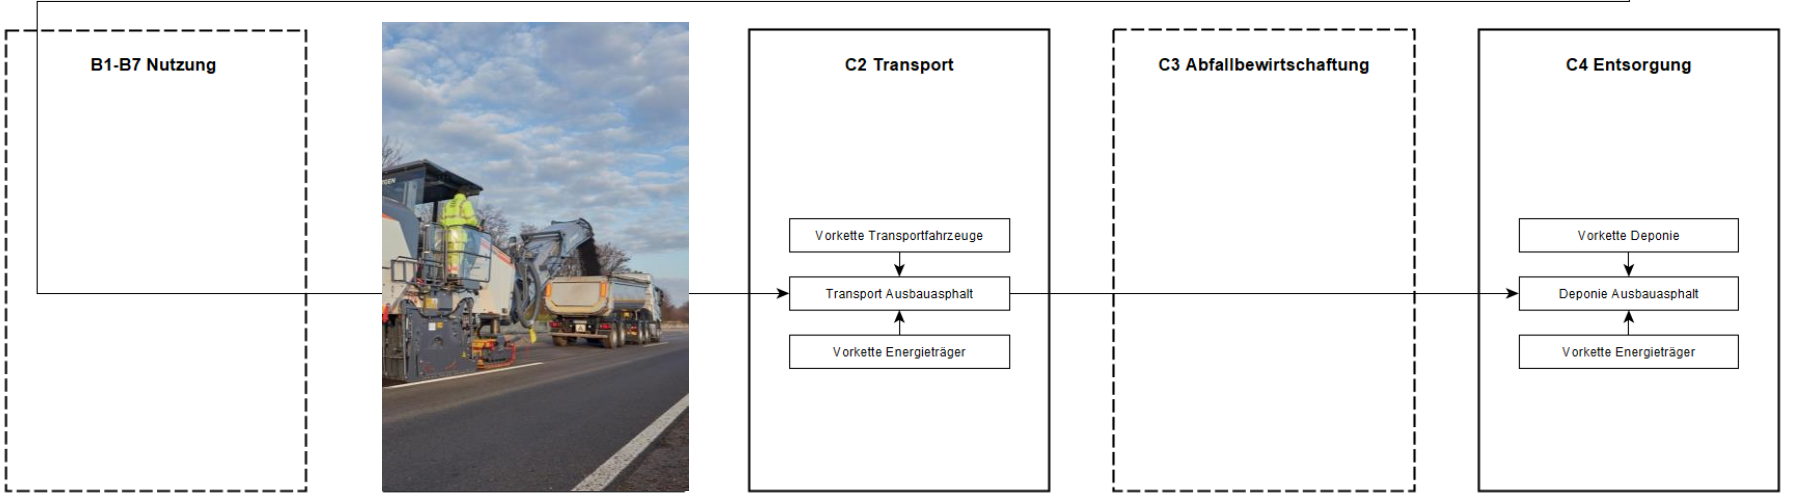 B1-B7 Nutzung
C2 Transport
C3 Abfallbewirtschaftung
C4 Entsorgung
Vorkette Transportfahrzeuge
Transport Ausbauasphalt
Vorkette Energieträger
Vorkette Deponie
Deponie Ausbauasphalt
Vorkette Energieträger